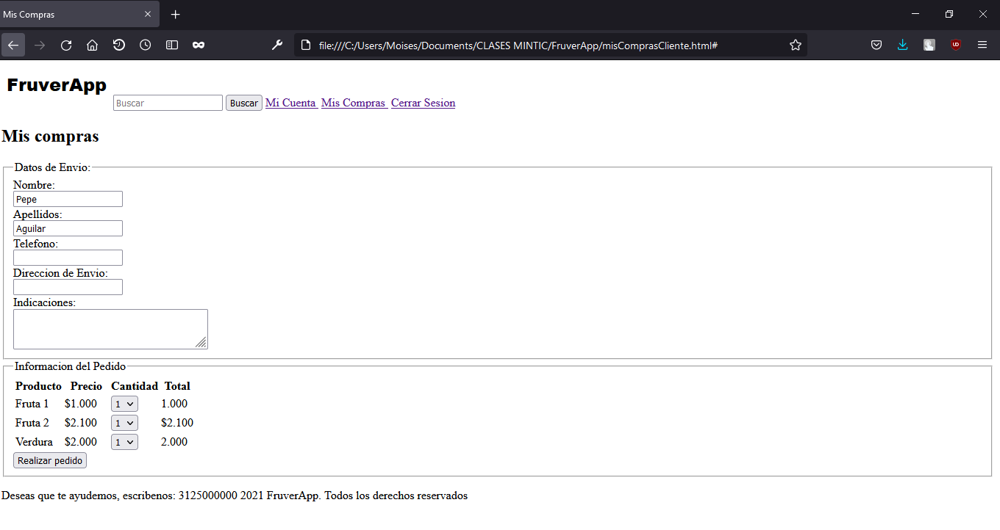 Mis Compras
file:///C:/Users/Moises/Documents/CLASES MINTIC/FruverApp/misComprasCliente.html#
FruverApp
Buscar Buscar Mi Cuenta Mis Compras Cerrar Sesion
Mis compras
Datos de Envio:
Nombre:
Pepe
Apellidos:
Aguilar
Telefono:
Direccion de Envio:
Indicaciones:
Informacion del Pedido
Producto Precio Cantidad Total
Fruta 1 $1.000 1 1.000
Fruta 2 $2.100 1 $2.100
Verdura $2.000 1 2.000
Realizar pedido
Deseas que te ayudemos, escribenos: 3125000000 2021 FruverApp. Todos los derechos reservados